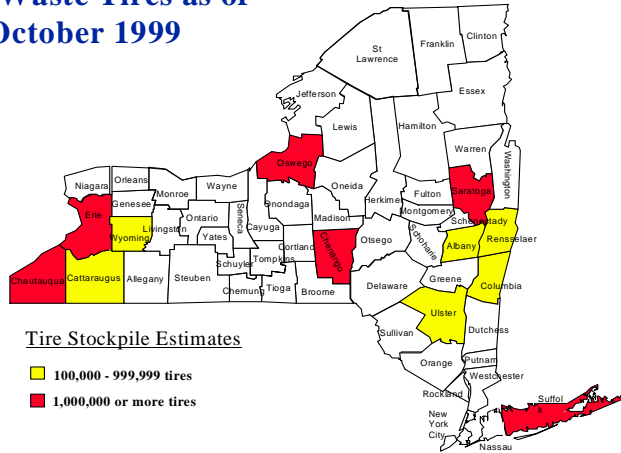 Waste Tires as of
October 1999
Clinton
Franklin
St
Lawrence
Essex
Jefferson
Lewis
Hamilton
Warren
Washington
Oswego
Oneida
Herkimer
Fulton
Saratoga
Niagara
Orleans
Monroe
Wayne
Genesee
Onondaga
Madison
Montgomery
Schenectady
Erie
Wyoming
Livingston
Ontario
Seneca
Cayuga
Yates
Cortland
Chenango
Otsego
Schoharie
Albany
Rensselaer
Schuyler
Tompkins
Chautauqua
Cattaraugus
Allegany
Steuben
Chemung
Tioga
Broome
Delaware
Greene
Columbia
Ulster
Sullivan
Dutchess
Tire Stockpile Estimates
100,000 - 999,999 tires
1,000,000 or more tires
Orange
Putnam
Westchester
Rockland
New
York
City
Suffol
k
Nassau